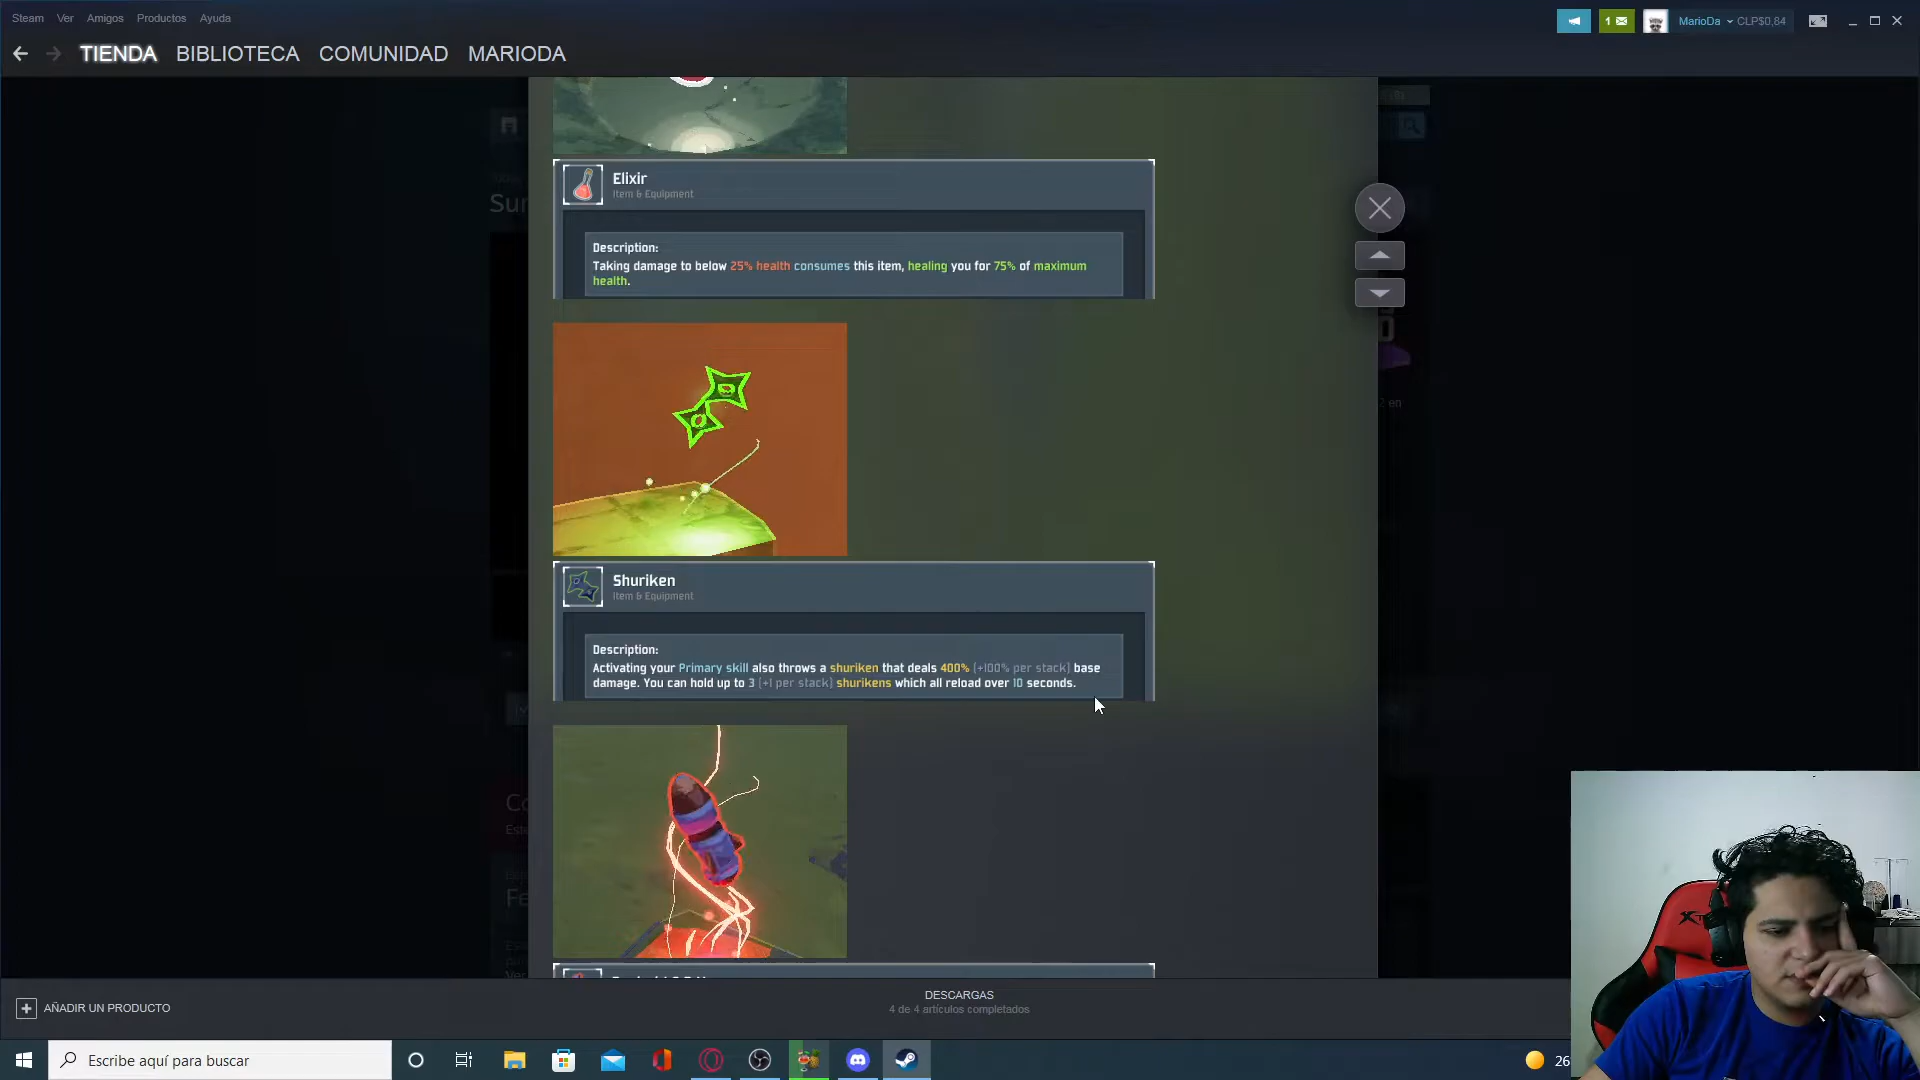 Steam Ver Amigos Productos Ayuda
1
MarioDa CLP$0,84
TIENDA BIBLIOTECA COMUNIDAD MARIODA
Elixir
Item & Equipment
Description:
Taking damage to below 25% health consumes this item, healing you for 75% of maximum
health.
Shuriken
Item & Equipment
Description:
Activating your Primary skill also throws a shuriken that deals 400% (+100% per stack) base
damage. You can hold up to 3 (+1 per stack) shurikens which all reload over 10 seconds.
AÑADIR UN PRODUCTO
DESCARGAS
4 de 4 artículos completados
Escribe aquí para buscar
26